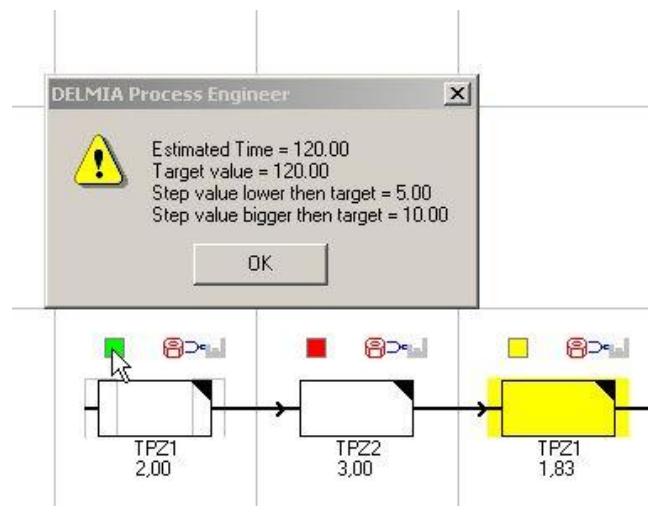 DELMIA Process Engineer
Estimated Time = 120.00
Target value = 120.00
Step value lower then target = 5.00
Step value bigger then target = 10.00
OK
TPZ1
2,00
TPZ2
3,00
TPZ1
1,83